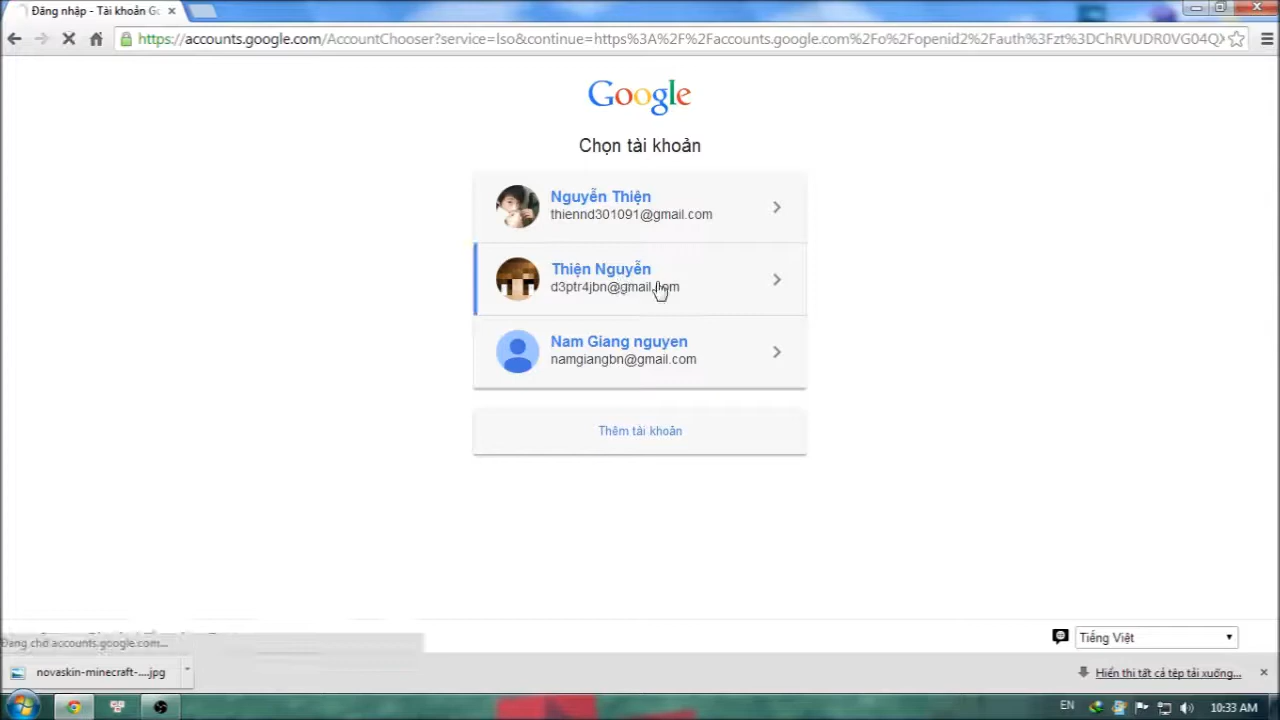 Đăng nhập - Tài khoản Gc
https://accounts.google.com/AccountChooser?service=lso&continue=https%3A%2F%2Faccounts.google.com%2Fo%2Fopenid2%2Fauth%3Fzt%3DChRVUDR0VG04QX
Google
Chọn tài khoản
Nguyễn Thiện
thiennd301091@gmail.com
Thiện Nguyễn
d3ptr4jbn@gmail.com
Nam Giang nguyen
namgiangbn@gmail.com
Thêm tài khoản
Tiếng Việt
Đang chờ accounts.google.com...
novaskin-minecraft-....jpg
Hiển thị tất cả tệp tải xuống...
EN
10:33 AM